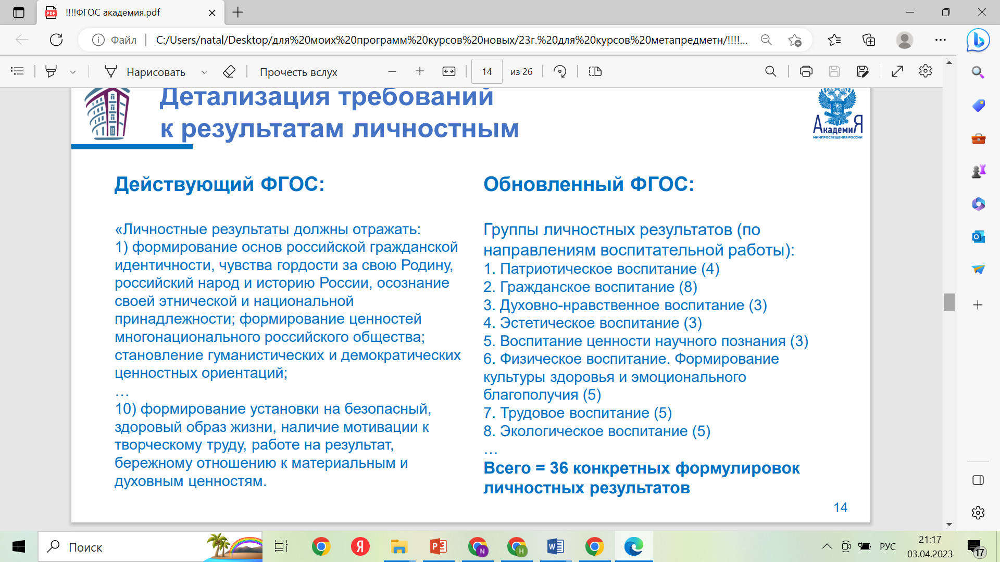 !!!!ФГОС академия.pdf
Файл
C:/Users/natal/Desktop/для%20моих%20программ%20курсов%20новых/23г.%20для%20курсов%20метапредметн/!!!!...
Нарисовать
Прочесть вслух
14
из 26
Детализация требований
к результатам личностным
АкадемиЯ
МИНПРОСВЕЩЕНИЯ РОССИИ
Действующий ФГОС:
«Личностные результаты должны отражать:
1) формирование основ российской гражданской
идентичности, чувства гордости за свою Родину,
российский народ и историю России, осознание
своей этнической и национальной
принадлежности; формирование ценностей
многонационального российского общества;
становление гуманистических и демократических
ценностных ориентаций;
…
10) формирование установки на безопасный,
здоровый образ жизни, наличие мотивации к
творческому труду, работе на результат,
бережному отношению к материальным и
духовным ценностям.
Обновленный ФГОС:
Группы личностных результатов (по
направлениям воспитательной работы):
1. Патриотическое воспитание (4)
2. Гражданское воспитание (8)
3. Духовно-нравственное воспитание (3)
4. Эстетическое воспитание (3)
5. Воспитание ценности научного познания (3)
6. Физическое воспитание. Формирование
культуры здоровья и эмоционального
благополучия (5)
7. Трудовое воспитание (5)
8. Экологическое воспитание (5)
…
Всего = 36 конкретных формулировок
личностных результатов
14
Поиск
РУС
21:17
03.04.2023
17